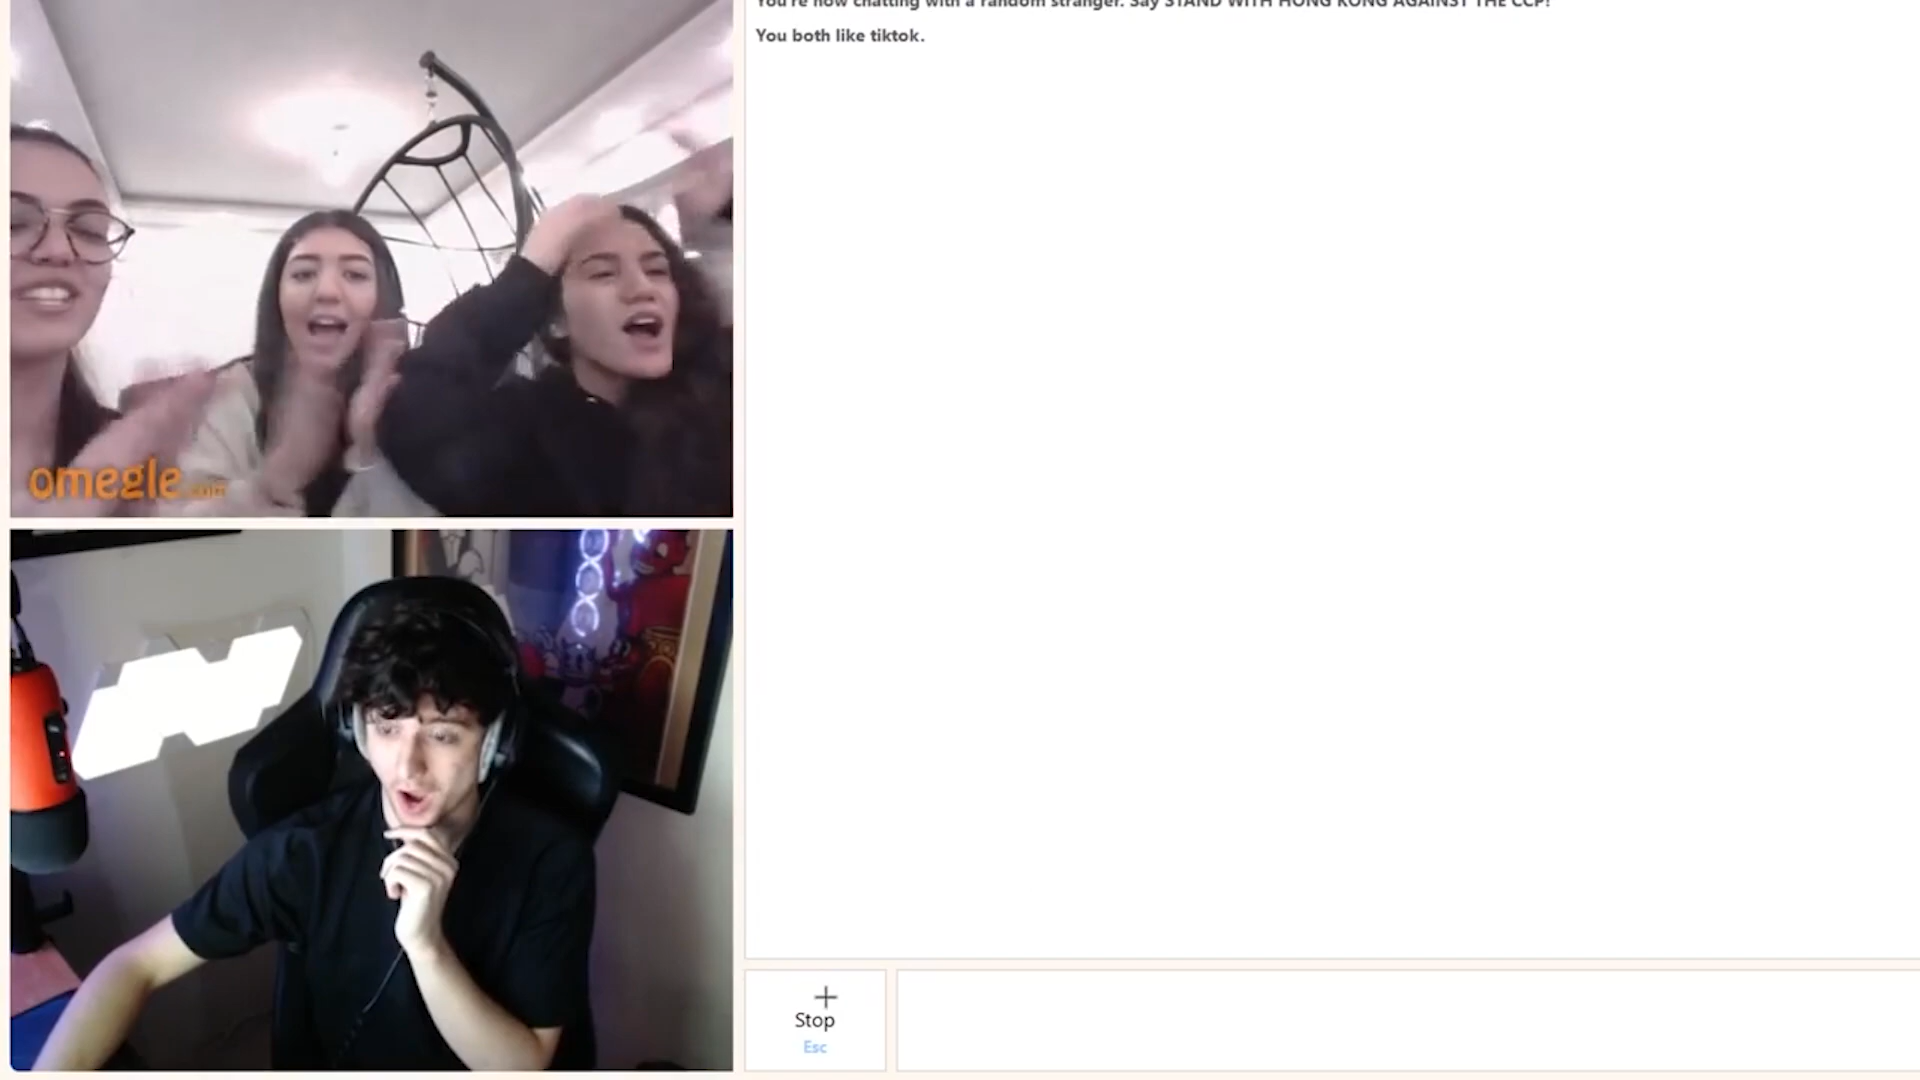 You're now chatting with a random stranger. Say STAND WITH HONG KONG AGAINST THE CCP!
You both like tiktok.
omegle.com
Stop
Esc